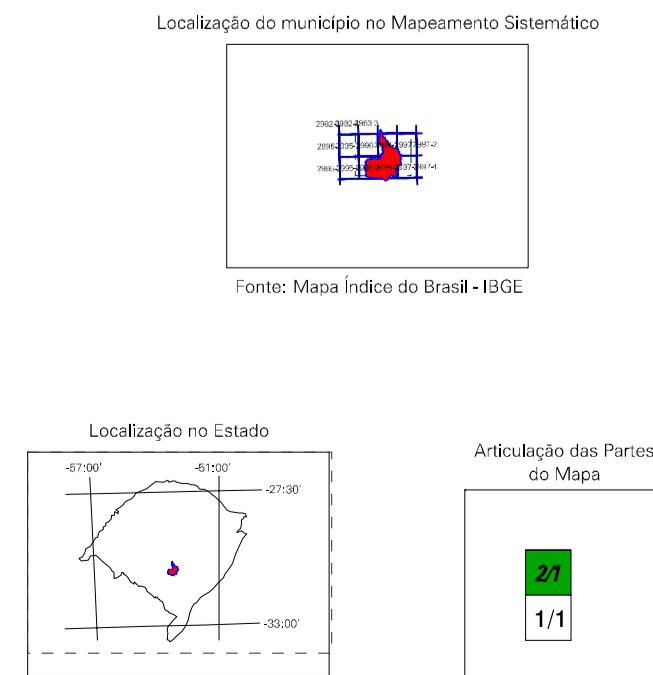 Localização do município no Mapeamento Sistemático
Fonte: Mapa Índice do Brasil - IBGE
Localização no Estado
-57:00'
-51:00'
-27:30'
-33:00'
Articulação das Partes
do Mapa
2/1
1/1